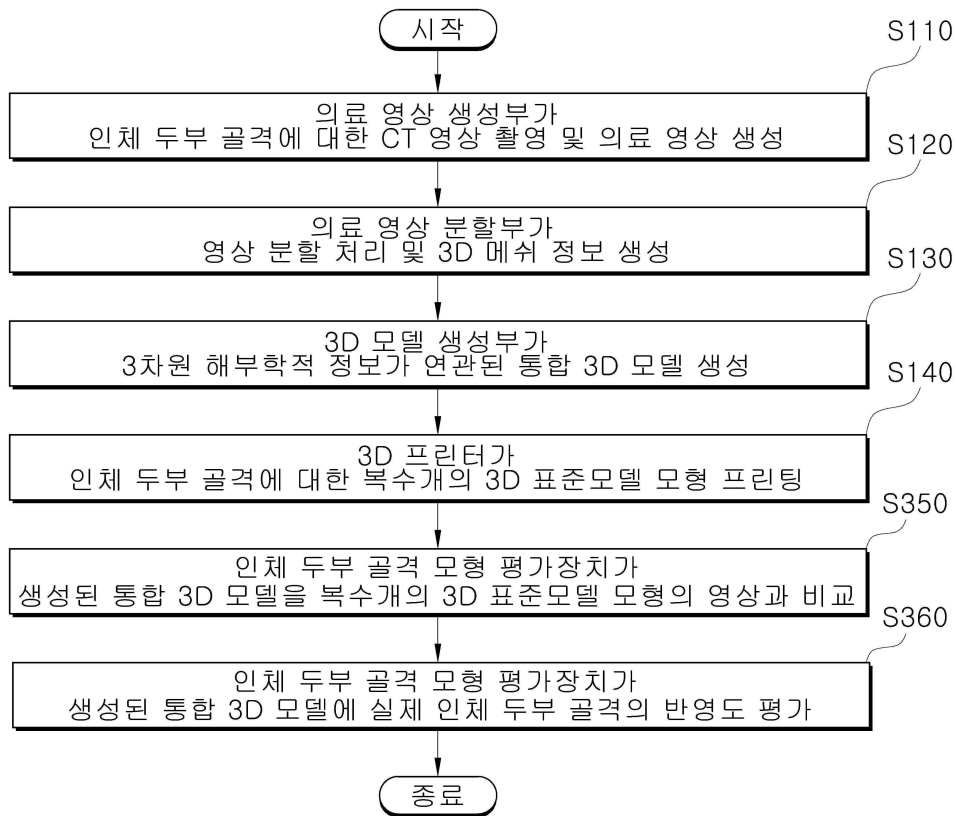 시작
S110
의료 영상 생성부가
인체 두부 골격에 대한 CT 영상 촬영 및 의료 영상 생성
S120
의료 영상 분할부가
영상 분할 처리 및 3D 메쉬 정보 생성
S130
3D 모델 생성부가
3차원 해부학적 정보가 연관된 통합 3D 모델 생성
S140
3D 프린터가
인체 두부 골격에 대한 복수개의 3D 표준모델 모형 프린팅
S350
인체 두부 골격 모형 평가장치가
생성된 통합 3D 모델을 복수개의 3D 표준모델 모형의 영상과 비교
S360
인체 두부 골격 모형 평가장치가
생성된 통합 3D 모델에 실제 인체 두부 골격의 반영도 평가
종료